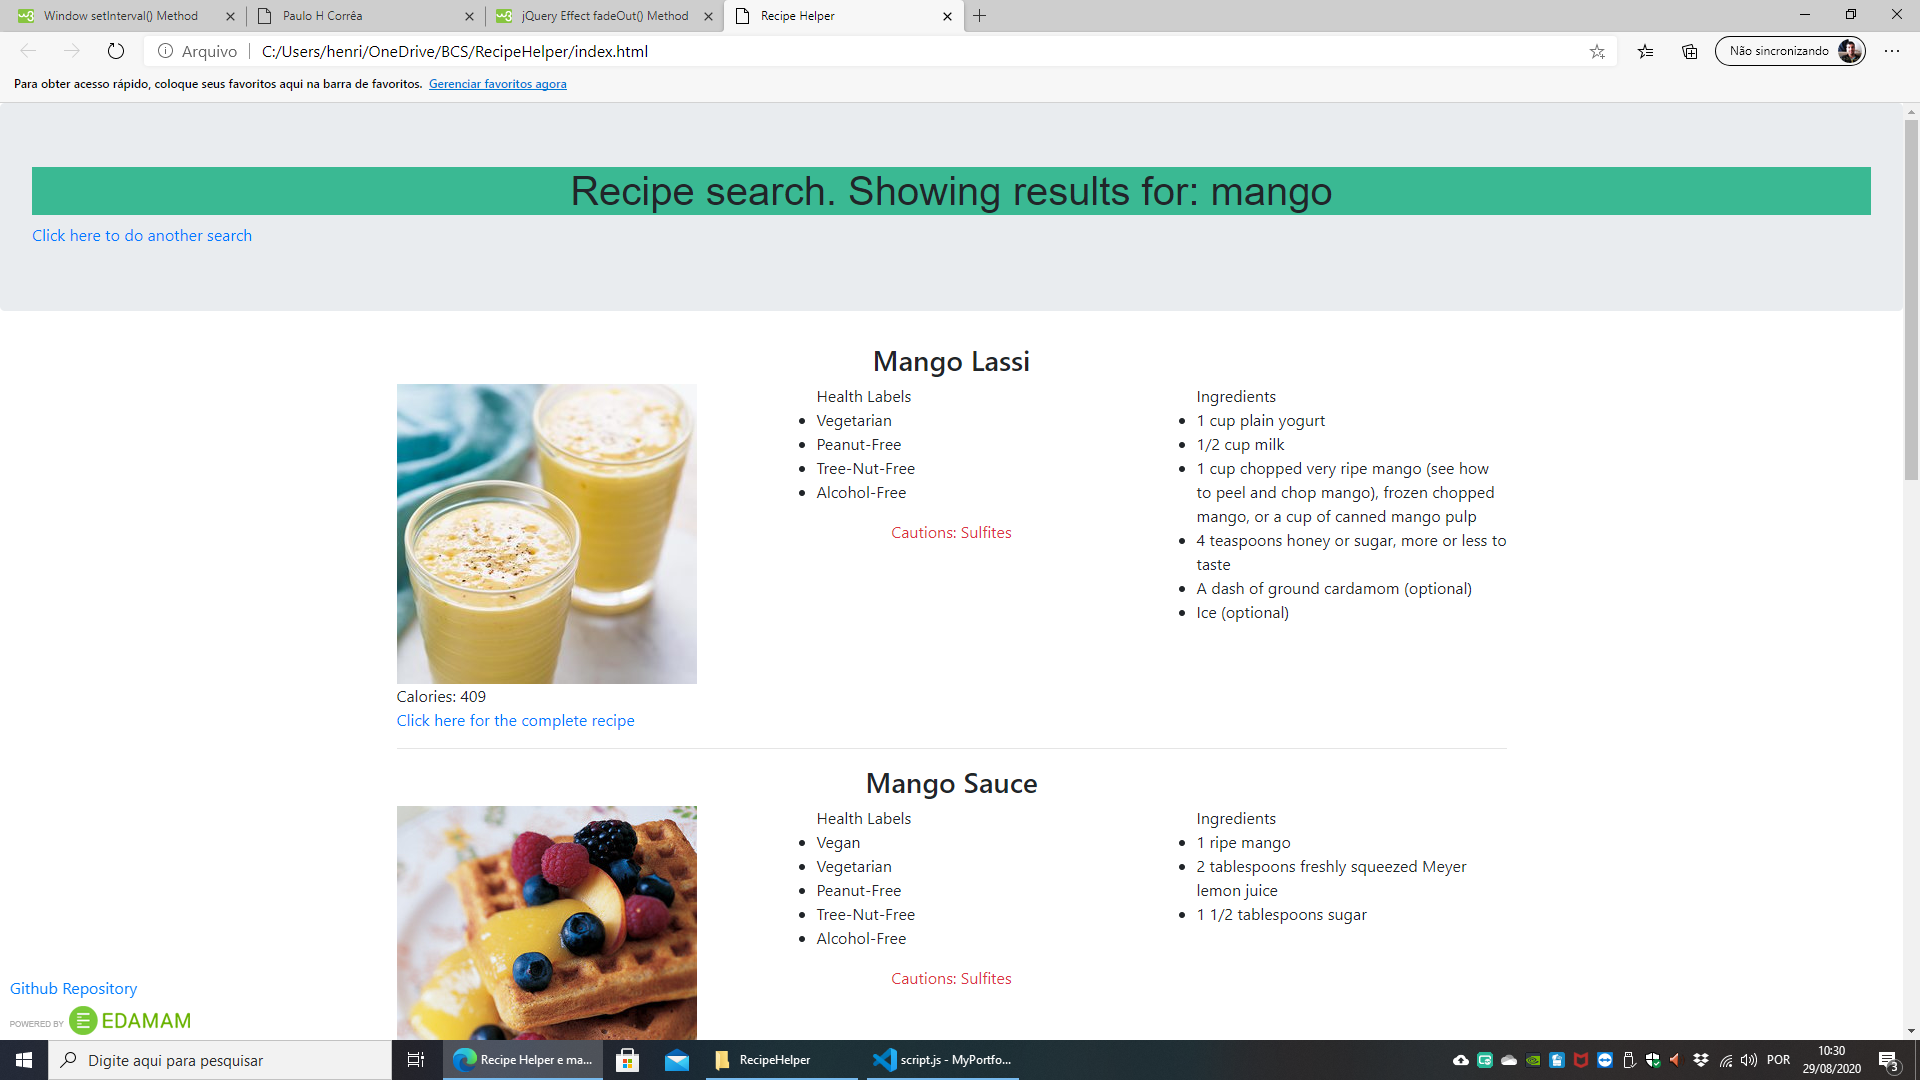 Window setInterval() Method
Paulo H Corrêa
jQuery Effect fadeOut() Method
Recipe Helper
Arquivo
C:/Users/henri/OneDrive/BCS/RecipeHelper/index.html
Não sincronizando
Para obter acesso rápido, coloque seus favoritos aqui na barra de favoritos. Gerenciar favoritos agora
Recipe search. Showing results for: mango
Click here to do another search
Mango Lassi
Calories: 409
Click here for the complete recipe
Health Labels
Vegetarian
Peanut-Free
Tree-Nut-Free
Alcohol-Free
Cautions: Sulfites
Ingredients
1 cup plain yogurt
1/2 cup milk
1 cup chopped very ripe mango (see how
to peel and chop mango), frozen chopped
mango, or a cup of canned mango pulp
4 teaspoons honey or sugar, more or less to
taste
A dash of ground cardamom (optional)
Ice (optional)
Mango Sauce
Health Labels
Vegan
Vegetarian
Peanut-Free
Tree-Nut-Free
Alcohol-Free
Cautions: Sulfites
Ingredients
1 ripe mango
2 tablespoons freshly squeezed Meyer
lemon juice
1 1/2 tablespoons sugar
Github Repository
POWERED BY EDAMAM
Digite aqui para pesquisar
Recipe Helper e ma...
RecipeHelper
script.js - MyPortfo...
POR
10:30
29/08/2020
3